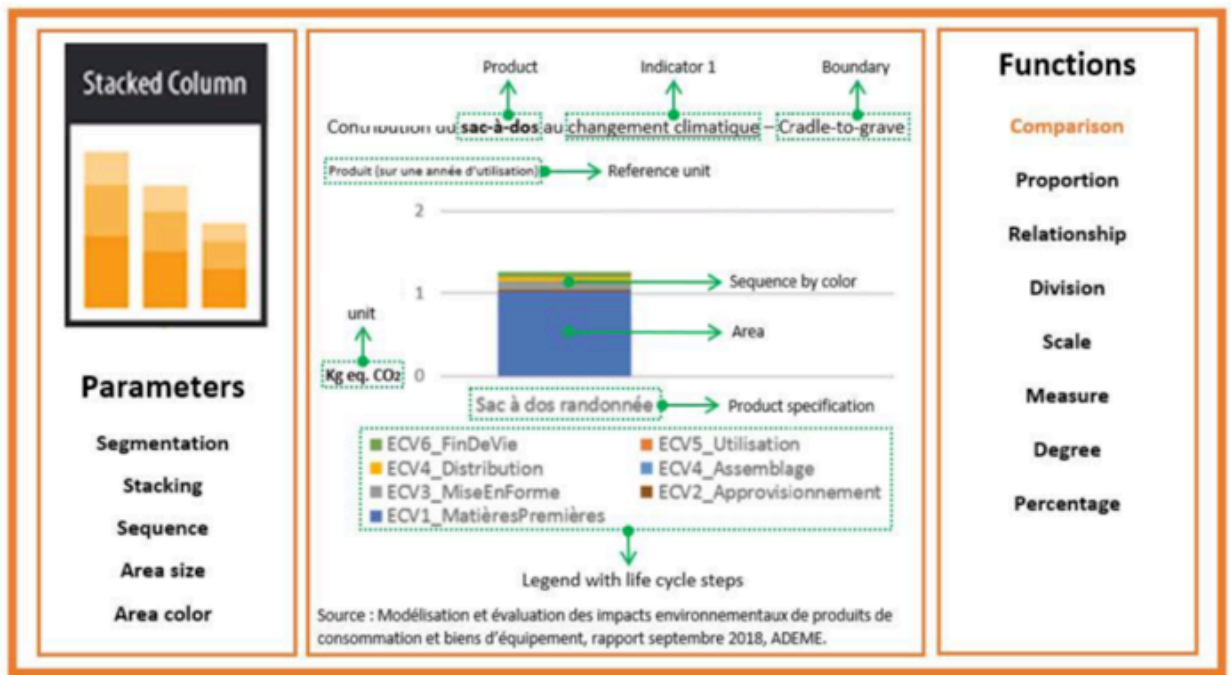 Stacked Column
Parameters
Segmentation
Stacking
Sequence
Area size
Area color
Product
Indicator 1
Boundary
Contribution du sac-à-dos au changement climatique – Cradle-to-grave
Produit (sur une année d'utilisation)
Reference unit
2
1
0
Sequence by color
Area
unit
Kg eq. CO2
Sac à dos randonnée
Product specification
ECV6_FinDeVie
ECV5_Utilisation
ECV4_Distribution
ECV4_Assemblage
ECV3_MiseEnForme
ECV2_Approvisionnement
ECV1_MatièresPremières
Legend with life cycle steps
Source : Modélisation et évaluation des impacts environnementaux de produits de
consommation et biens d'équipement, rapport septembre 2018, ADEME.
Functions
Comparison
Proportion
Relationship
Division
Scale
Measure
Degree
Percentage